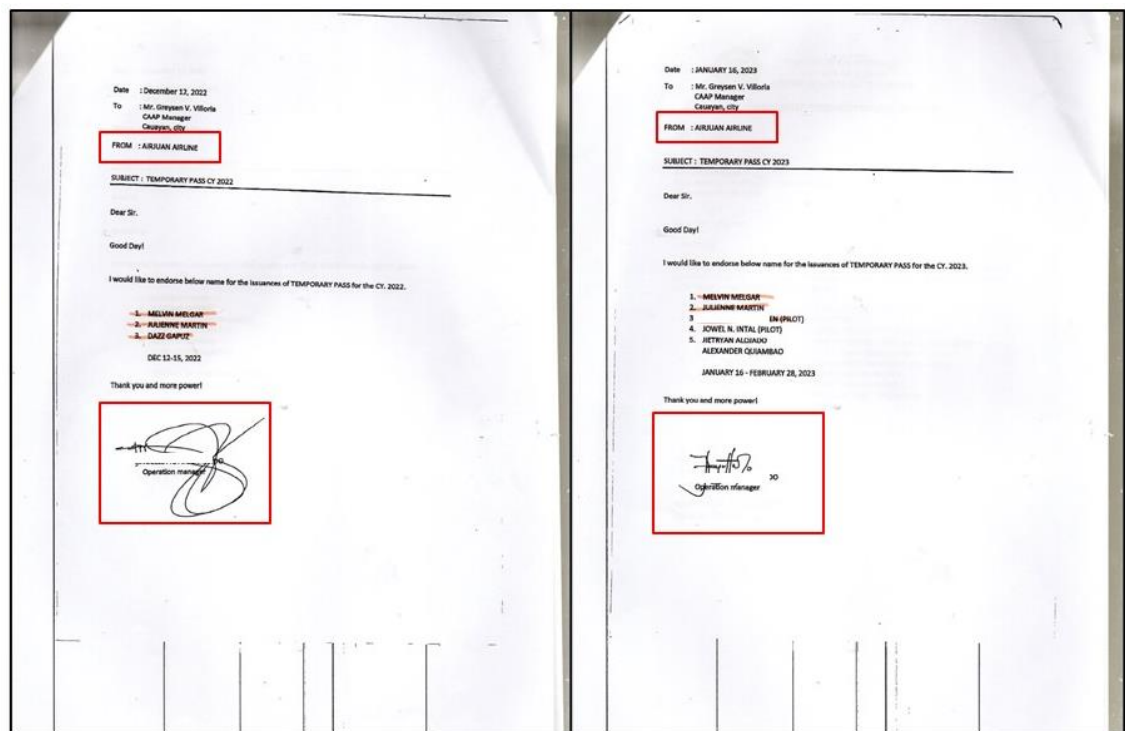 Date : December 12, 2022
To : Mr. Greysen V. Villoria
CAAP Manager
Cauayan, city
FROM : AIRJUAN AIRLINE
SUBJECT : TEMPORARY PASS CY 2022
Dear Sir.
Good Day!
I would like to endorse below name for the issuances of TEMPORARY PASS for the CY. 2022.
1. MELVIN MELGAR
2. JULIENNE MARTIN
3. DAZZ GAPUZ
DEC 12-15, 2022
Thank you and more power!
Operation manager
Date : JANUARY 16, 2023
To : Mr. Greysen V. Villoria
CAAP Manager
Cauayan, city
FROM : AIRJUAN AIRLINE
SUBJECT : TEMPORARY PASS CY 2023
Dear Sir.
Good Day!
I would like to endorse below name for the issuances of TEMPORARY PASS for the CY. 2023.
1. MELVIN MELGAR
2. JULIENNE MARTIN
3 EN (PILOT)
4. JOWEL N. INTAL (PILOT)
5. JIETRYAN ALOJADO
ALEXANDER QUIAMBAO
JANUARY 16 - FEBRUARY 28, 2023
Thank you and more power!
Operation manager